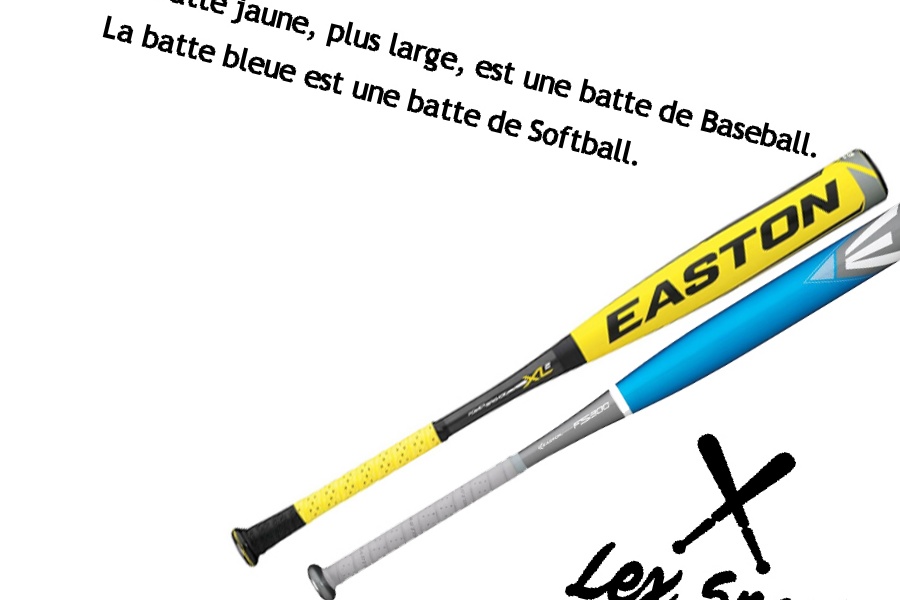 jaune, plus large, est une batte de Baseball.
La batte bleue est une batte de Softball.
EASTON
XL
FS300
Lex